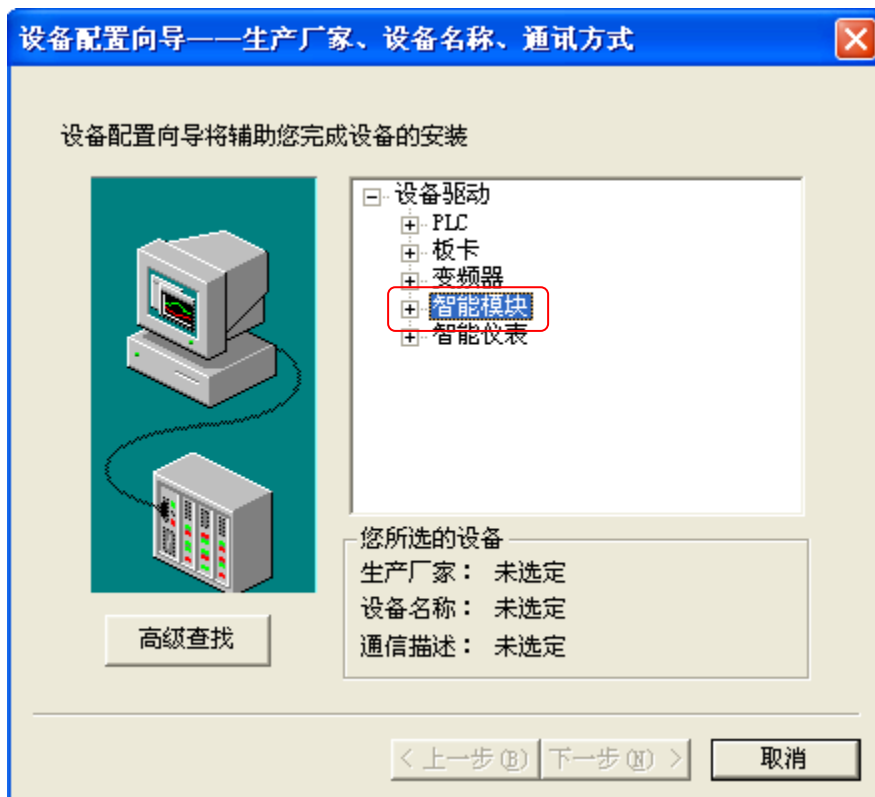 设备配置向导——生产厂家、设备名称、通讯方式
设备配置向导将辅助您完成设备的安装
设备驱动
PLC
板卡
变频器
智能模块
智能仪表
您所选的设备
生产厂家： 未选定
设备名称： 未选定
通信描述： 未选定
高级查找
< 上一步(B) 下一步(N) > 取消